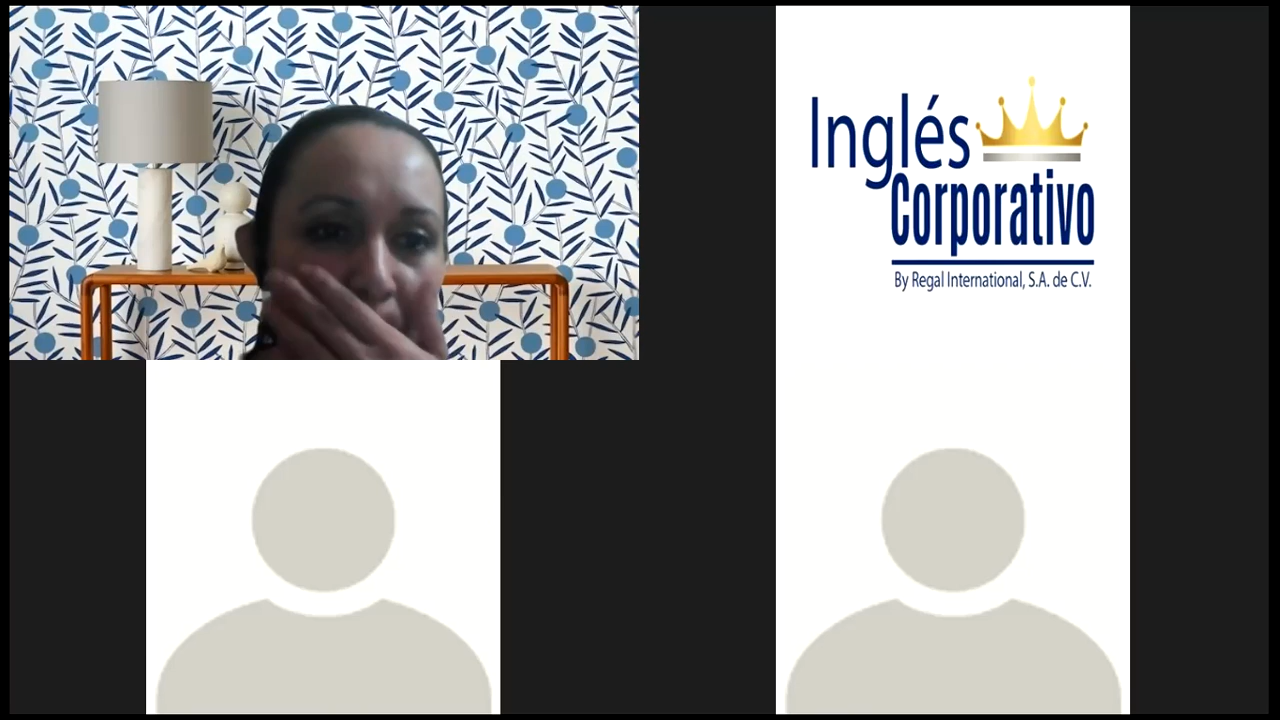 Inglés
Corporativo
By Regal International, S.A. de C.V.